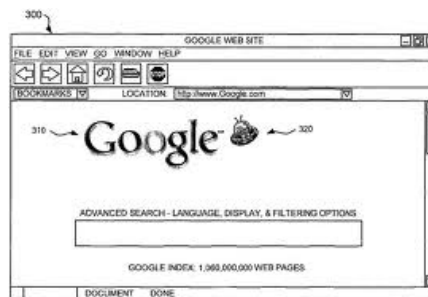 300
GOOGLE WEB SITE
FILE EDIT VIEW GO WINDOW HELP
BOOKMARKS LOCATION http://www.Google.com
310 Google 320
ADVANCED SEARCH - LANGUAGE, DISPLAY, & FILTERING OPTIONS
GOOGLE INDEX: 1,060,000,000 WEB PAGES
DOCUMENT DONE